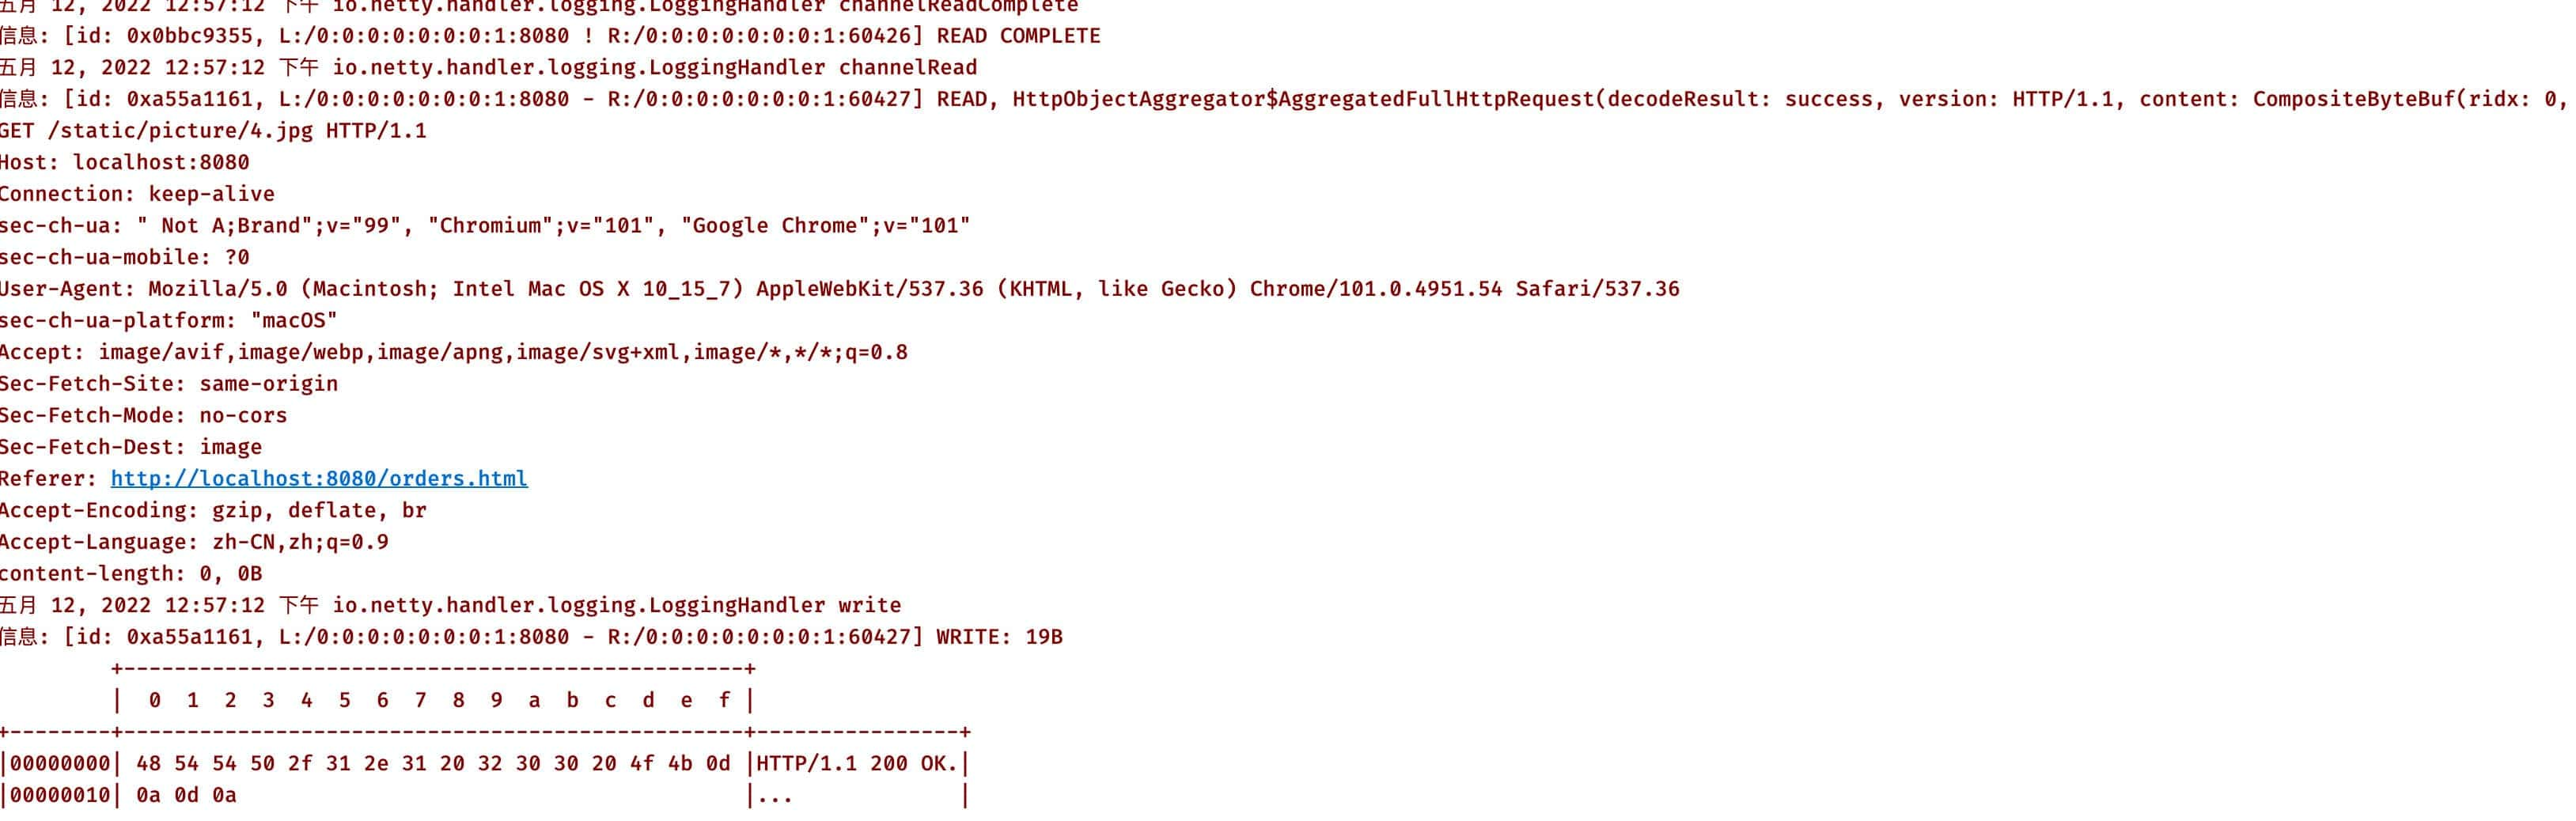 五月 12, 2022 12:57:12 下午 io.netty.handler.logging.LoggingHandler channelReadComplete
信息: [id: 0x0bbc9355, L:/0:0:0:0:0:0:0:1:8080 ! R:/0:0:0:0:0:0:0:1:60426] READ COMPLETE
五月 12, 2022 12:57:12 下午 io.netty.handler.logging.LoggingHandler channelRead
信息: [id: 0xa55a1161, L:/0:0:0:0:0:0:0:1:8080 - R:/0:0:0:0:0:0:0:1:60427] READ, HttpObjectAggregator$AggregatedFullHttpRequest(decodeResult: success, version: HTTP/1.1, content: CompositeByteBuf(ridx: 0,
GET /static/picture/4.jpg HTTP/1.1
Host: localhost:8080
Connection: keep-alive
sec-ch-ua: " Not A;Brand";v="99", "Chromium";v="101", "Google Chrome";v="101"
sec-ch-ua-mobile: ?0
User-Agent: Mozilla/5.0 (Macintosh; Intel Mac OS X 10_15_7) AppleWebKit/537.36 (KHTML, like Gecko) Chrome/101.0.4951.54 Safari/537.36
sec-ch-ua-platform: "macOS"
Accept: image/avif,image/webp,image/apng,image/svg+xml,image/*,*/*;q=0.8
Sec-Fetch-Site: same-origin
Sec-Fetch-Mode: no-cors
Sec-Fetch-Dest: image
Referer: http://localhost:8080/orders.html
Accept-Encoding: gzip, deflate, br
Accept-Language: zh-CN,zh;q=0.9
content-length: 0, 0B
五月 12, 2022 12:57:12 下午 io.netty.handler.logging.LoggingHandler write
信息: [id: 0xa55a1161, L:/0:0:0:0:0:0:0:1:8080 - R:/0:0:0:0:0:0:0:1:60427] WRITE: 19B
         +-------------------------------------------------+
         |  0  1  2  3  4  5  6  7  8  9  a  b  c  d  e  f |
+--------+-------------------------------------------------+----------------+
|00000000| 48 54 54 50 2f 31 2e 31 20 32 30 30 20 4f 4b 0d |HTTP/1.1 200 OK.|
|00000010| 0a 0d 0a                                        |...             |